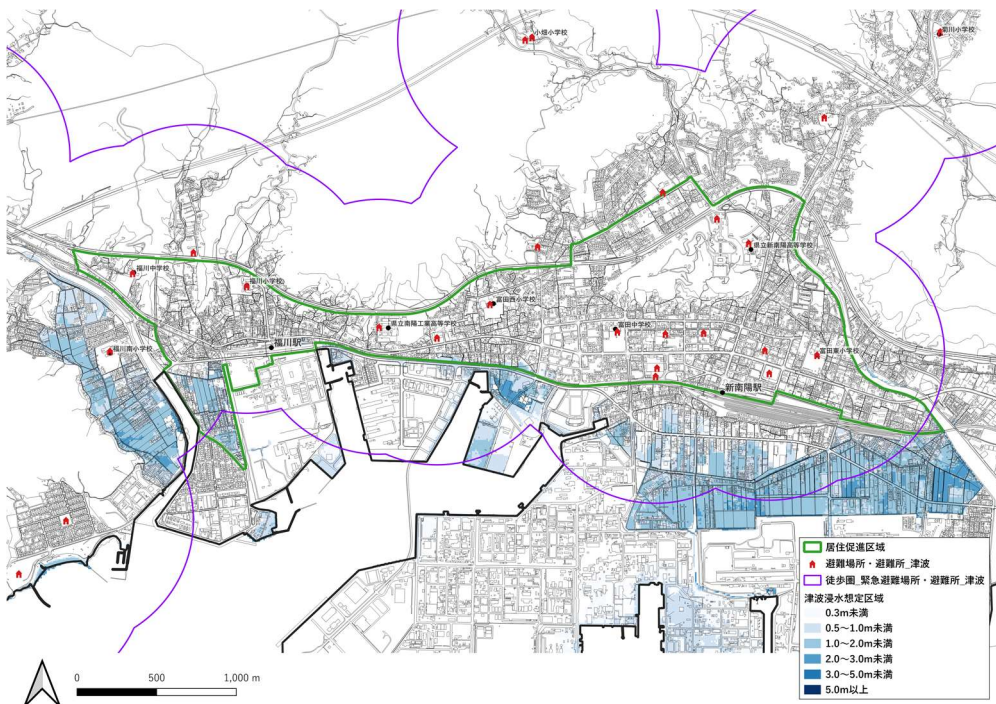 小畑小学校
菊川小学校
県立新南陽高等学校
福川中学校
福川小学校
富田西小学校
県立南陽工業高等学校
富田中学校
福川駅
福川南小学校
富田東小学校
新南陽駅
居住促進区域
避難場所・避難所_津波
徒歩圏_緊急避難場所・避難所_津波
津波浸水想定区域
0.3m未満
0.5～1.0m未満
1.0～2.0m未満
2.0～3.0m未満
3.0～5.0m未満
5.0m以上
0 500 1,000 m